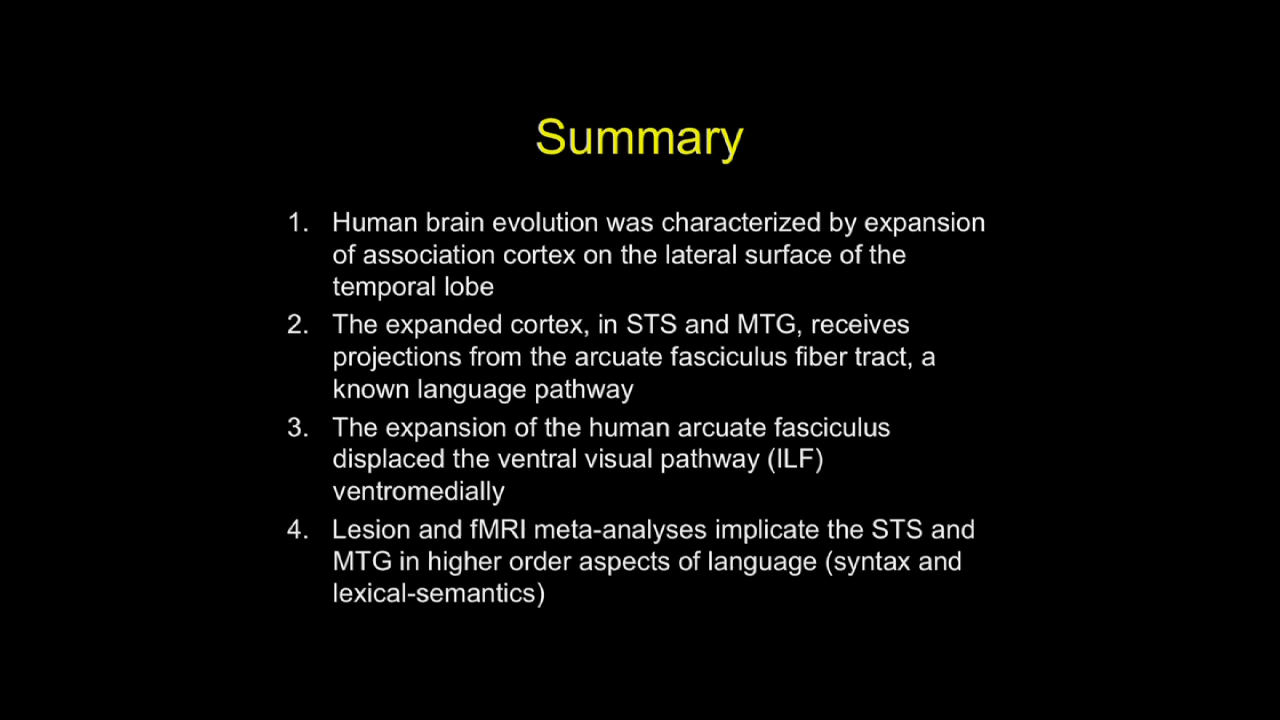 Summary
1. Human brain evolution was characterized by expansion
of association cortex on the lateral surface of the
temporal lobe
2. The expanded cortex, in STS and MTG, receives
projections from the arcuate fasciculus fiber tract, a
known language pathway
3. The expansion of the human arcuate fasciculus
displaced the ventral visual pathway (ILF)
ventromedially
4. Lesion and fMRI meta-analyses implicate the STS and
MTG in higher order aspects of language (syntax and
lexical-semantics)